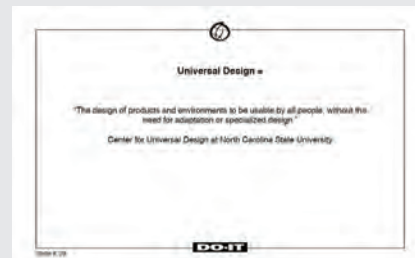 Universal Design =
"The design of products and environments to be usable by all people, without the
need for adaptation or specialized design."
Center for Universal Design at North Carolina State University
DO-IT